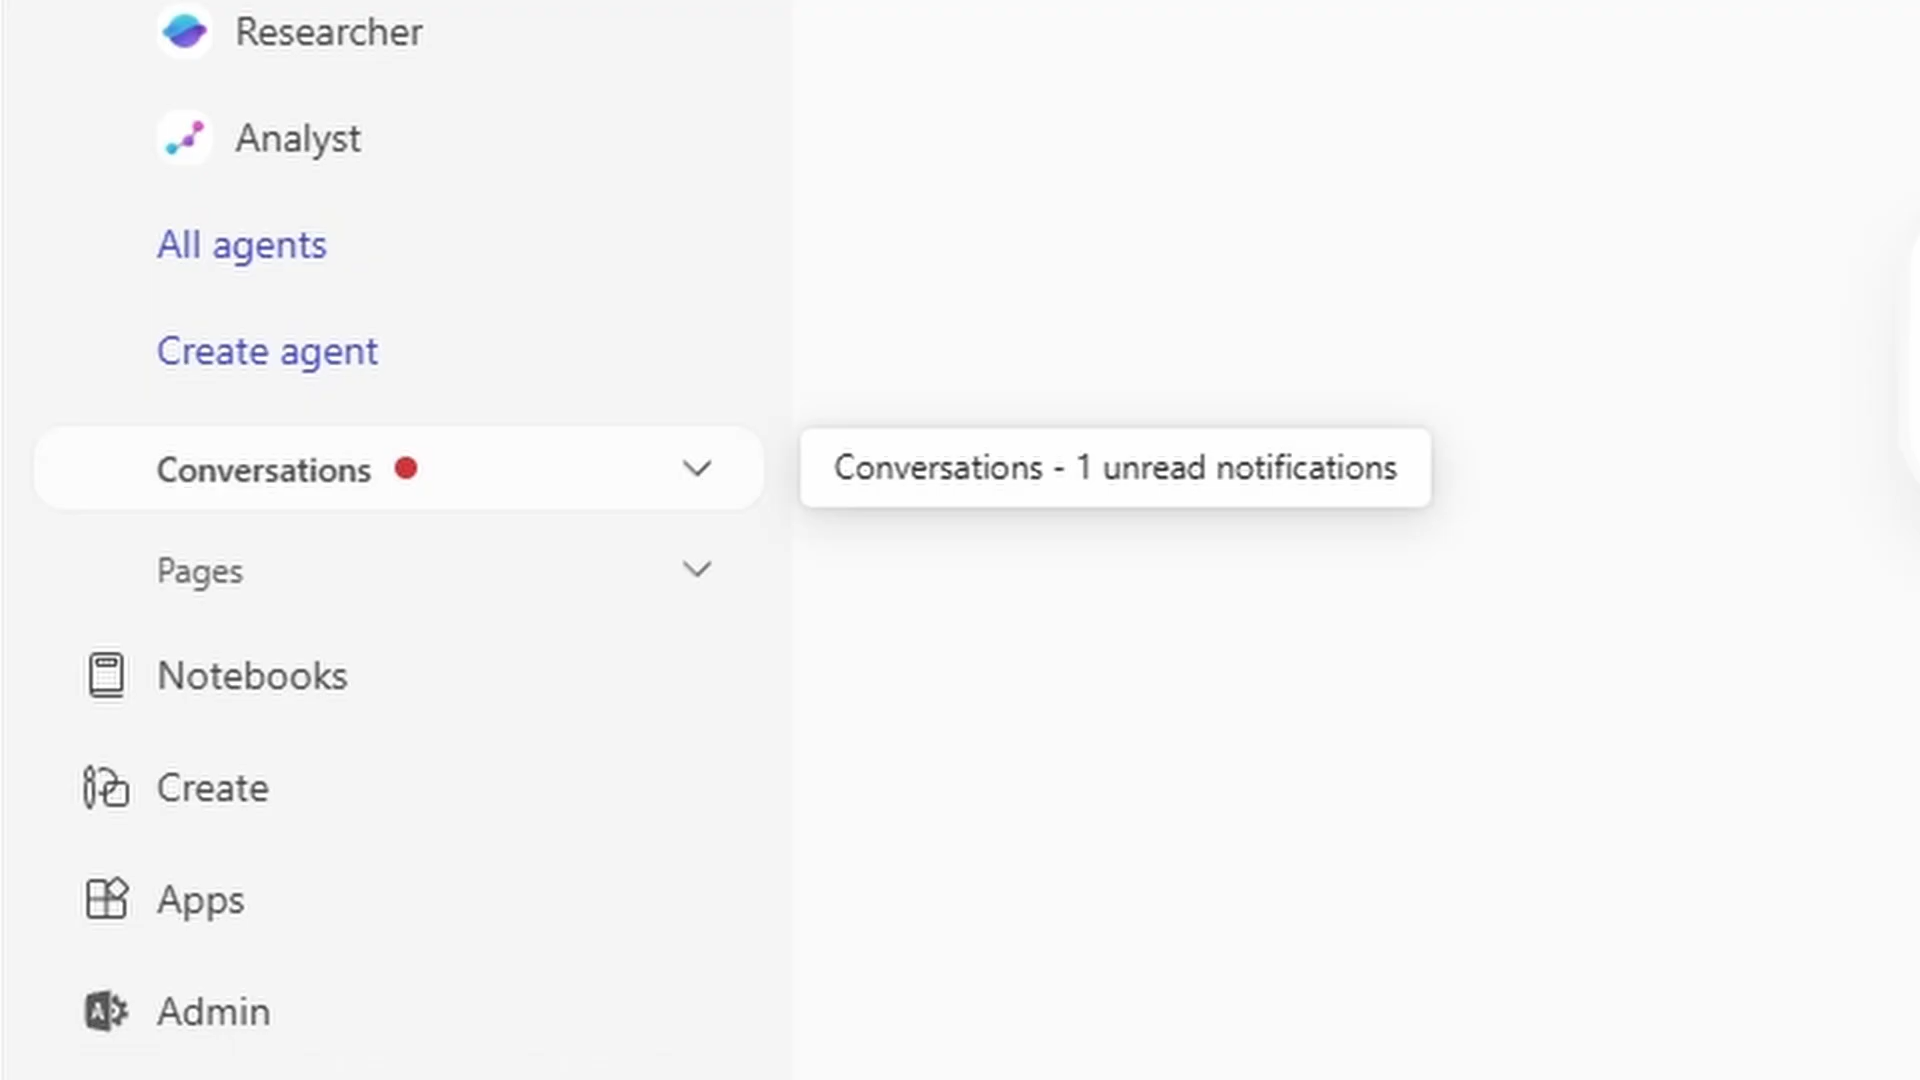 Researcher
Analyst
All agents
Create agent
Conversations
Conversations - 1 unread notifications
Pages
Notebooks
Create
Apps
Admin